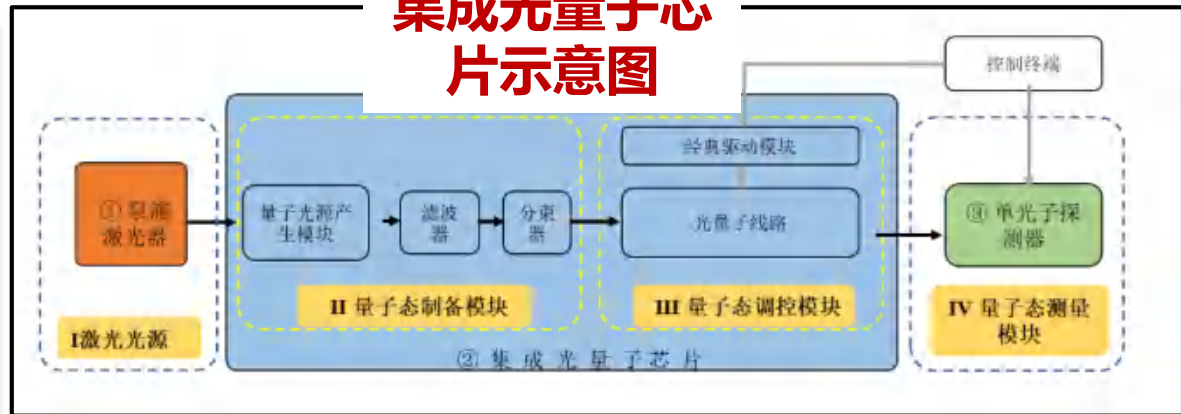 集成光量子芯
片示意图
控制终端
经典驱动模块
①泵浦
激光器
量子光源产
生模块
滤波
器
分束
器
光量子线路
③ 单光子探
测器
II 量子态制备模块
III 量子态调控模块
IV 量子态测量
模块
I激光光源
② 集 成 光 量 子 芯 片